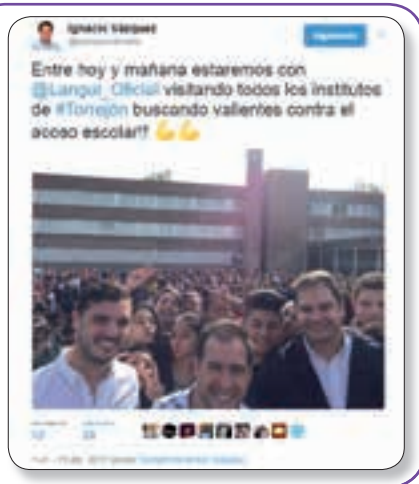 Ignacio Vázquez
Siguiendo
Entre hoy y mañana estaremos con
@Langui_Oficial visitando todos los institutos
de #Torrejón buscando valientes contra el
acoso escolar!!